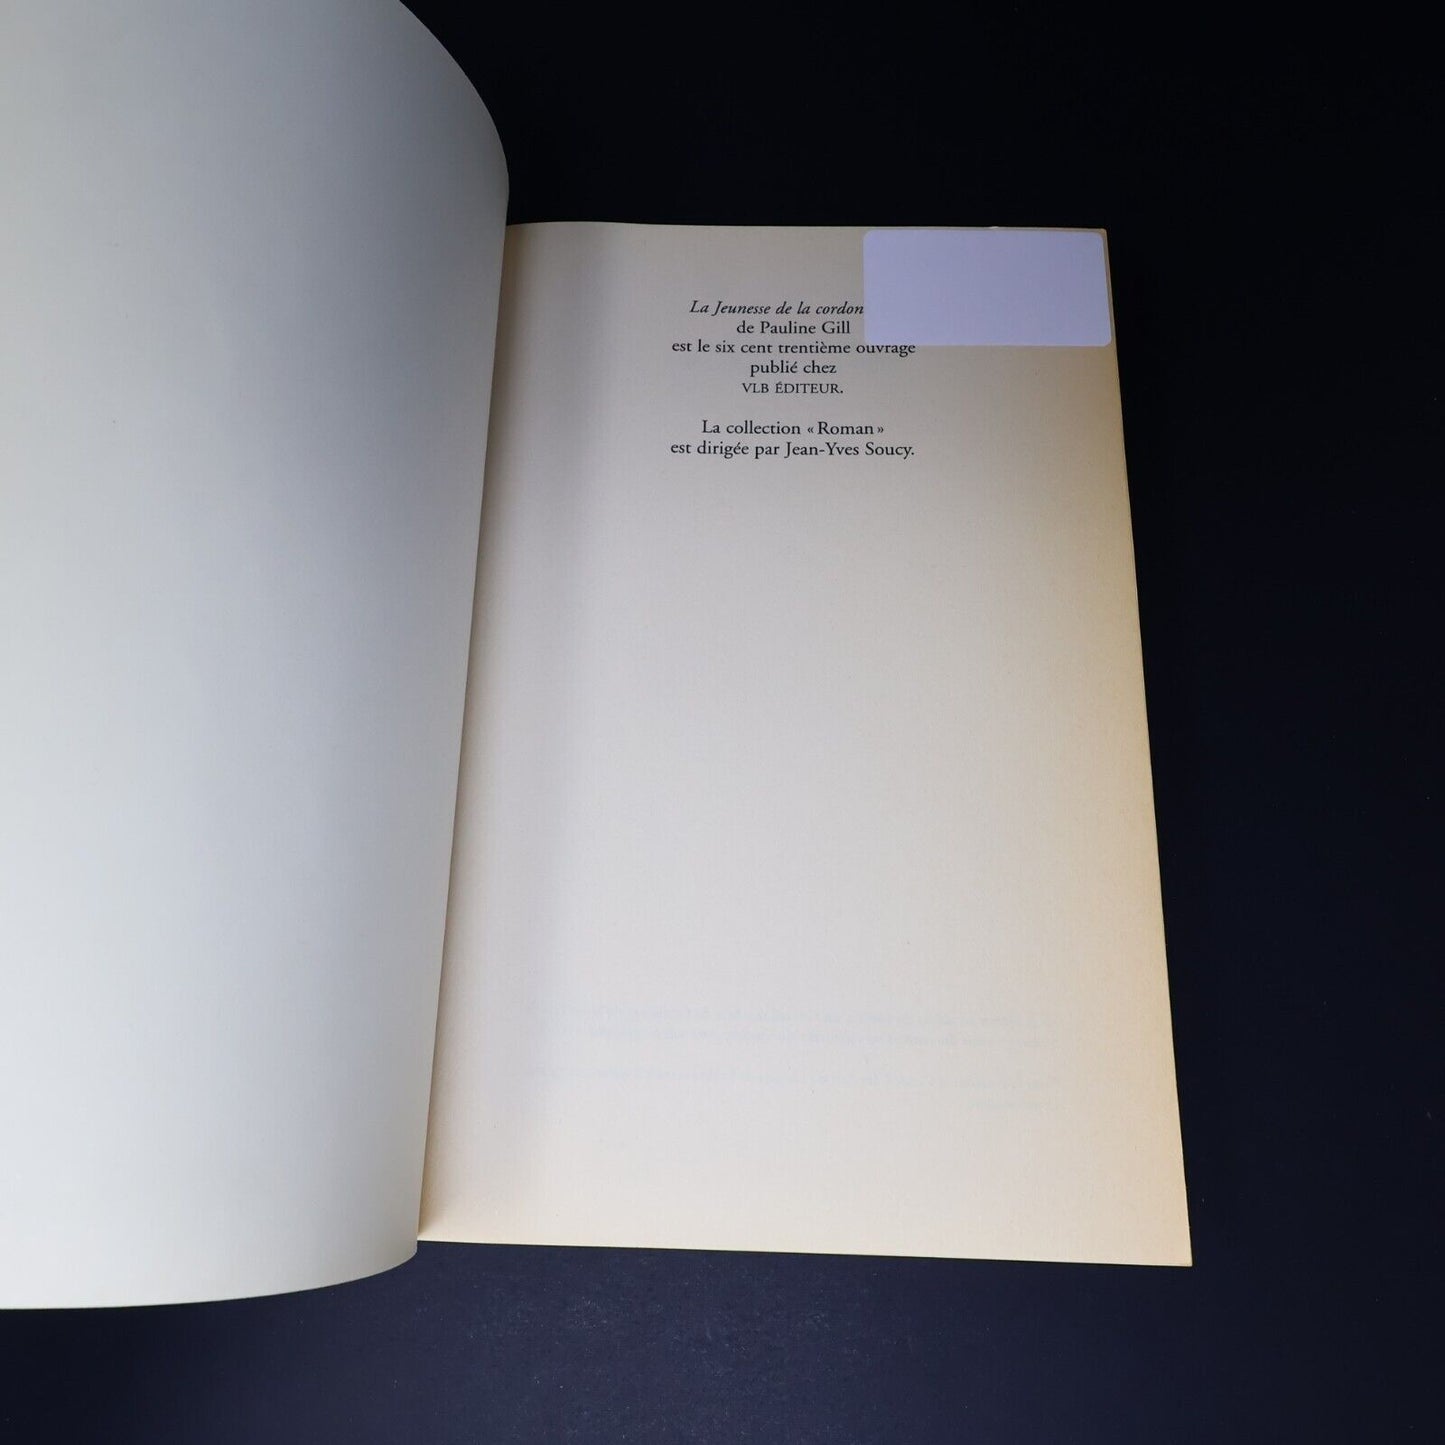 La Jeunesse de la
de Pauline Gill
est le six cent trentième ouvrage
publié chez
VLB ÉDITEUR.
La collection « Roman »
est dirigée par Jean-Yves Soucy.